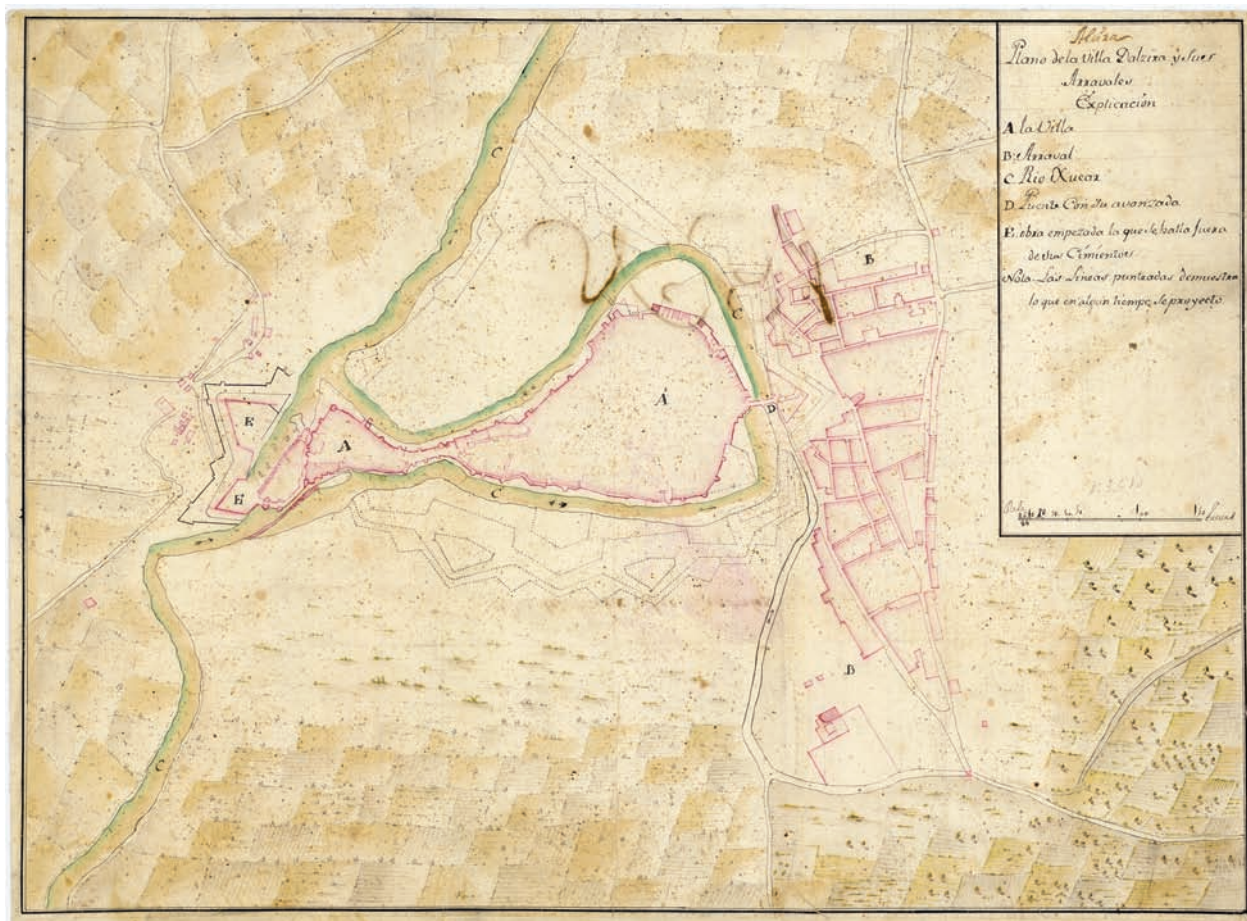 Alzira
Plano de la Villa Dalzira y sues
Arravales
Explicación
A la Villa
B. Arraval
C. Rio Xucar
D. Puente Con su avanzada
E. obra empezada la que se halla fuera
de sus Cimientos
Nota Las Lineas punteadas demuestran
lo que en algun tiempo se proyecto
C
B
C
A
D
E
A
E
C
B
C